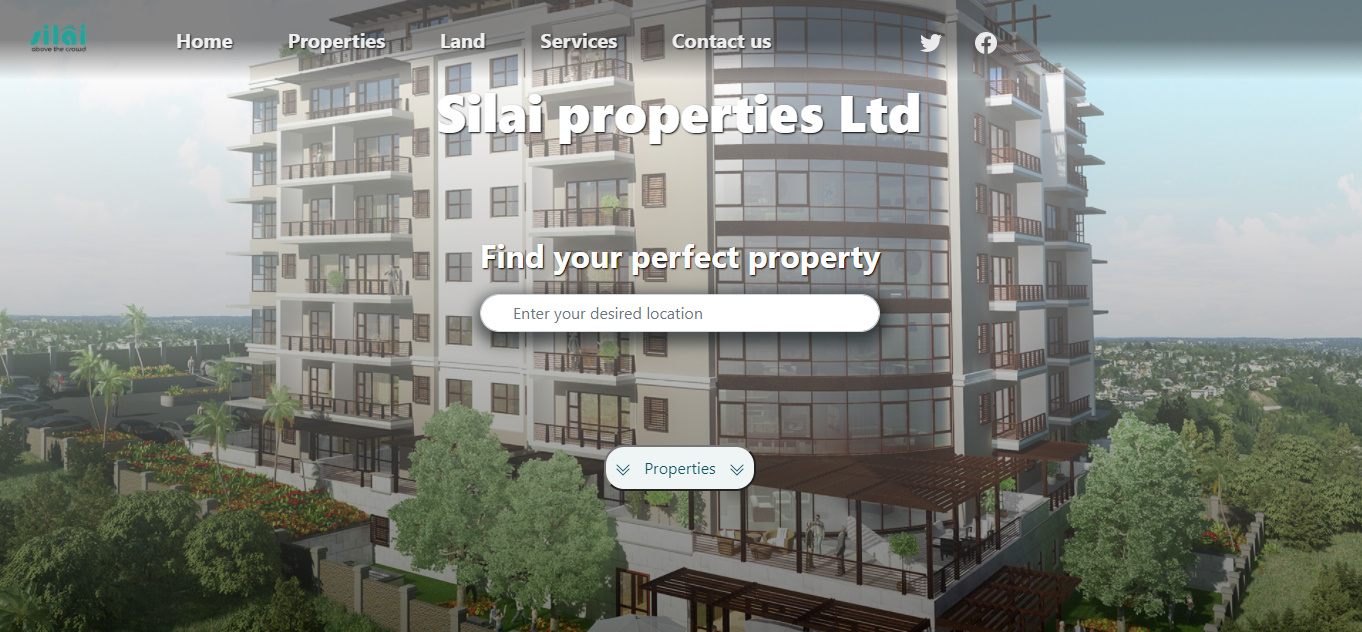 silai
above the crowd
Home Properties Land Services Contact us
Silai properties Ltd
Find your perfect property
Enter your desired location
Properties